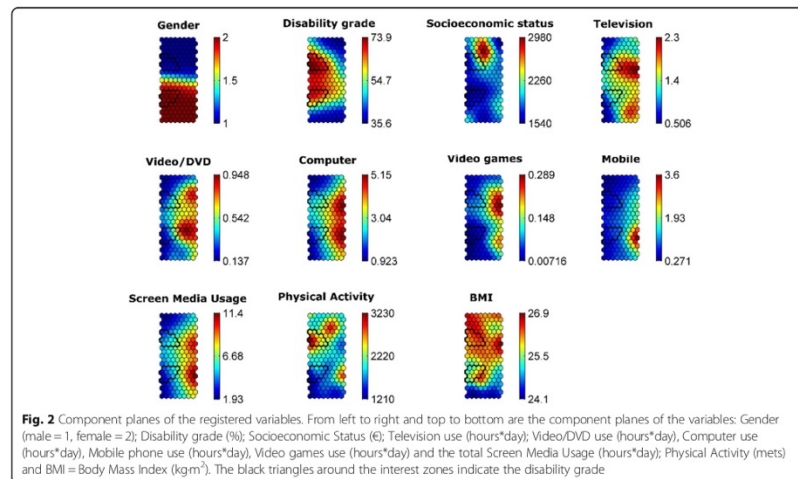 Gender
2
1.5
1
Disability grade
73.9
54.7
35.6
Socioeconomic status
2980
2260
1540
Television
2.3
1.4
0.506
Video/DVD
0.948
0.542
0.137
Computer
5.15
3.04
0.923
Video games
0.289
0.148
0.00716
Mobile
3.6
1.93
0.271
Screen Media Usage
11.4
6.68
1.93
Physical Activity
3230
2220
1210
BMI
26.9
25.5
24.1
Fig. 2 Component planes of the registered variables. From left to right and top to bottom are the component planes of the variables: Gender
(male = 1, female = 2); Disability grade (%); Socioeconomic Status (€); Television use (hours*day); Video/DVD use (hours*day), Computer use
(hours*day), Mobile phone use (hours*day), Video games use (hours*day) and the total Screen Media Usage (hours*day); Physical Activity (mets)
and BMI = Body Mass Index (kg·m²). The black triangles around the interest zones indicate the disability grade